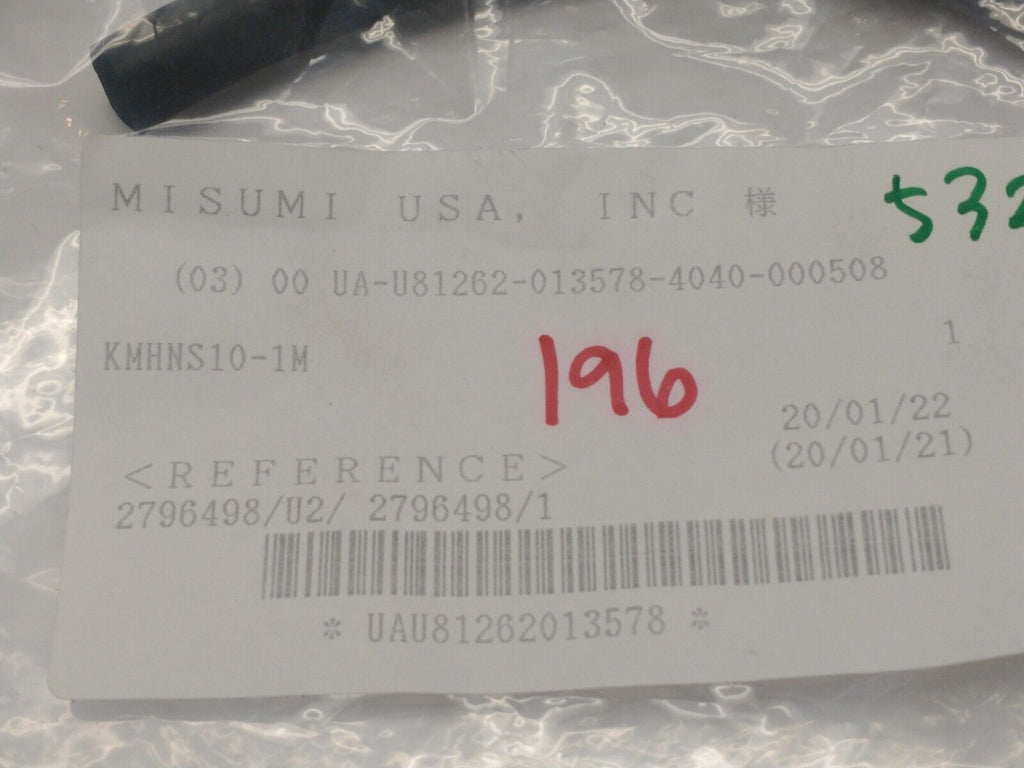 MISUMI USA, INC 様
532
(03) 00 UA-U81262-013578-4040-000508
KMHNS10-1M
1
196
20/01/22
(20/01/21)
<REFERENCE>
2796498/U2/ 2796498/1
* UAU81262013578 *